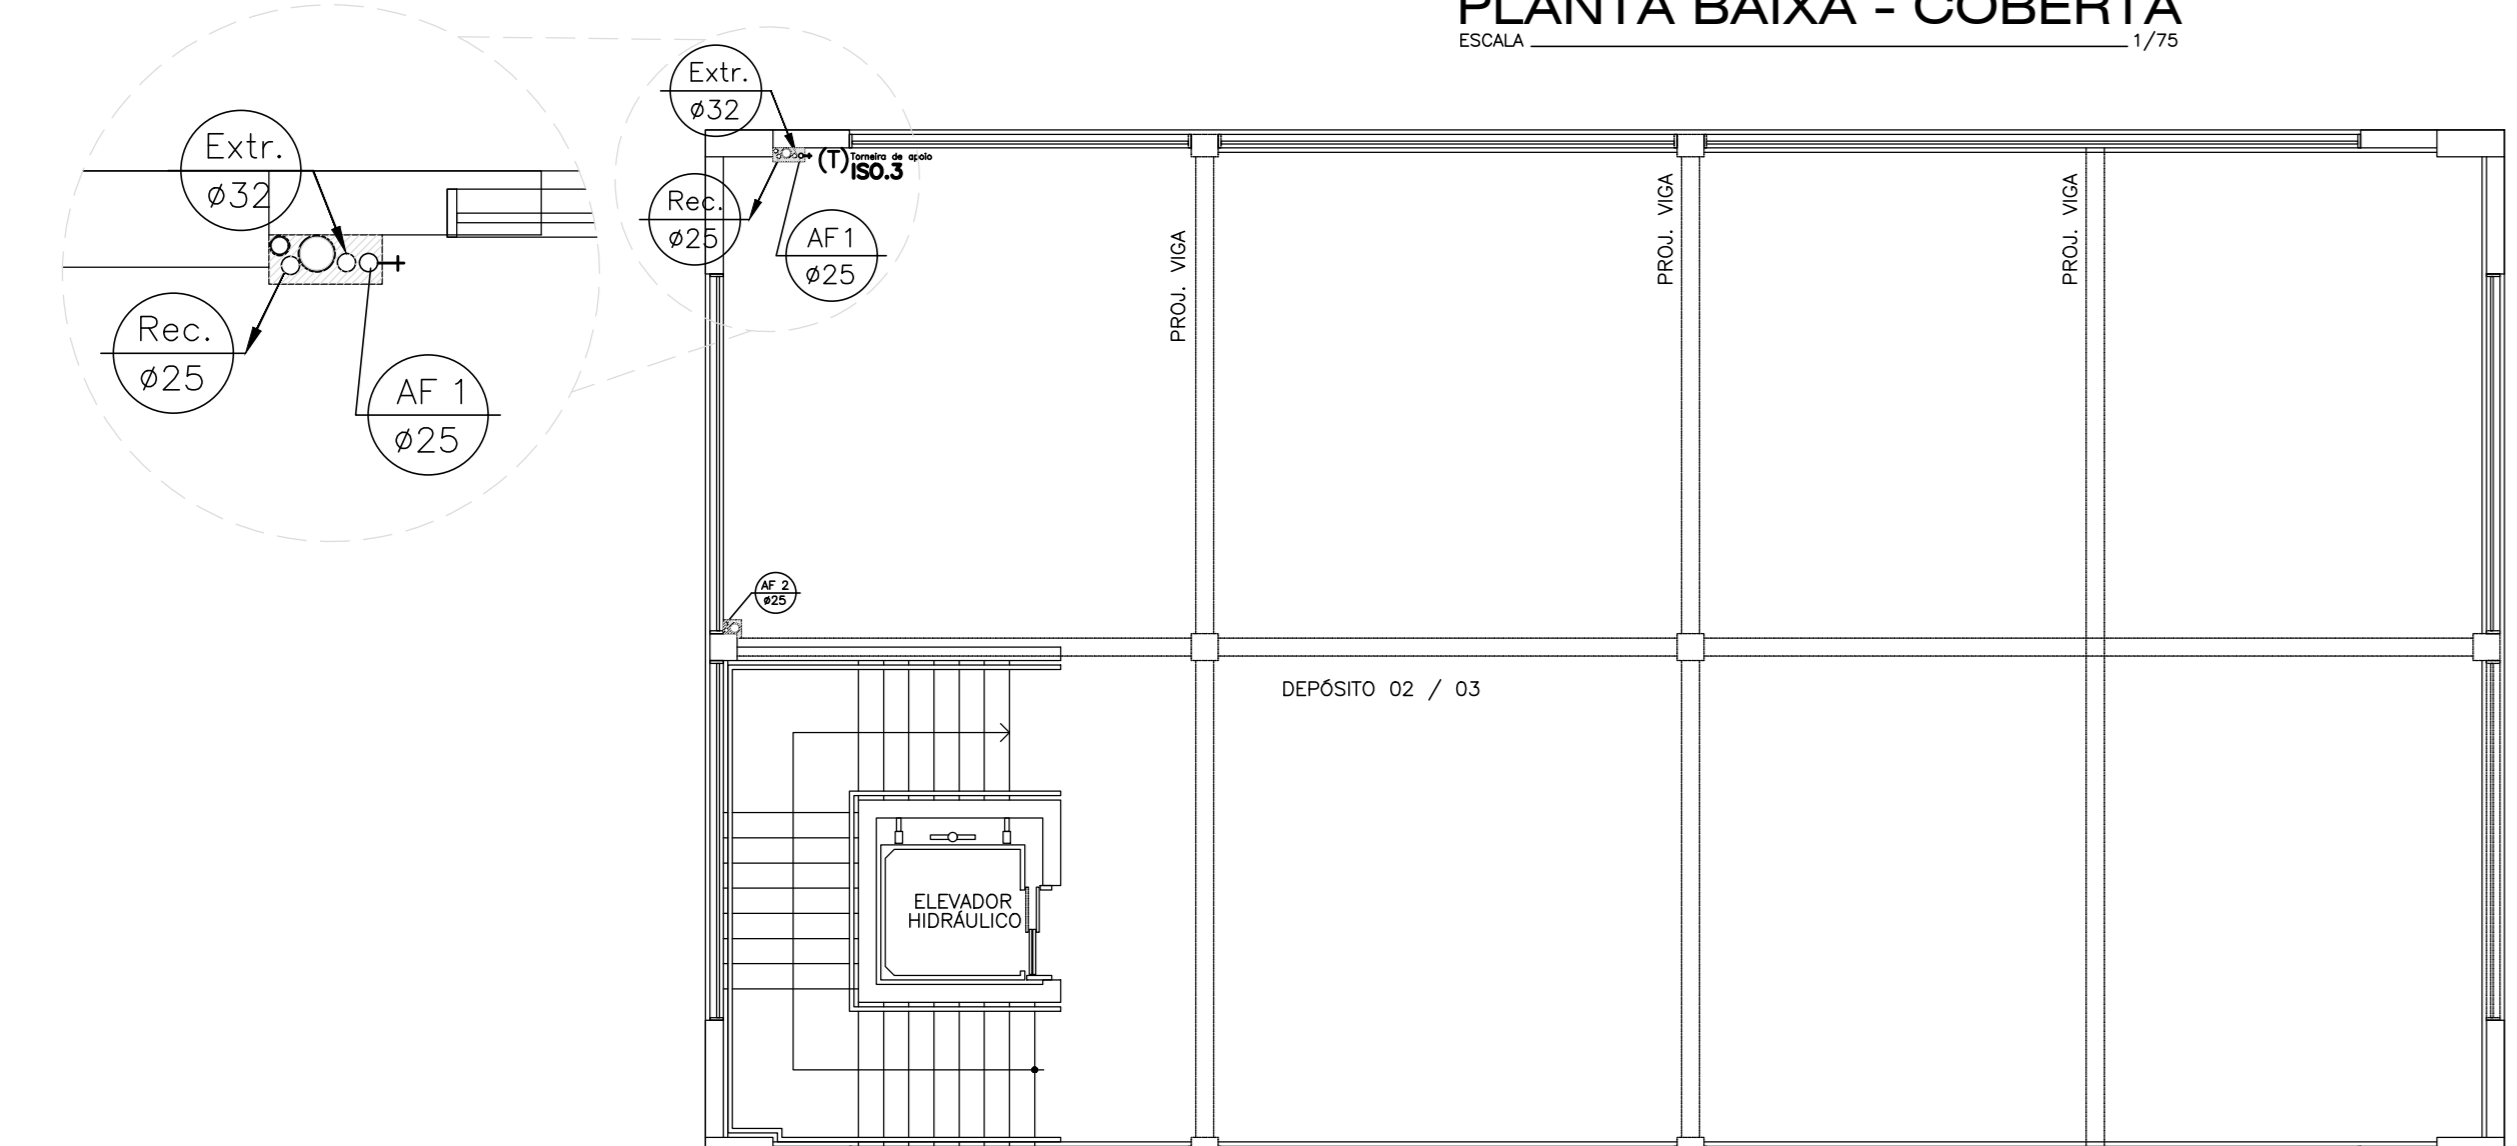 PLANTA BAIXA - COBERTA
ESCALA 1/75
Extr.
ø32
Rec.
ø25
AF 1
ø25
Extr.
ø32
(T) Torneira de apoio
ISO.3
Rec.
ø25
AF 1
ø25
PROJ. VIGA
PROJ. VIGA
PROJ. VIGA
AF 2
ø25
DEPÓSITO 02 / 03
ELEVADOR
HIDRÁULICO